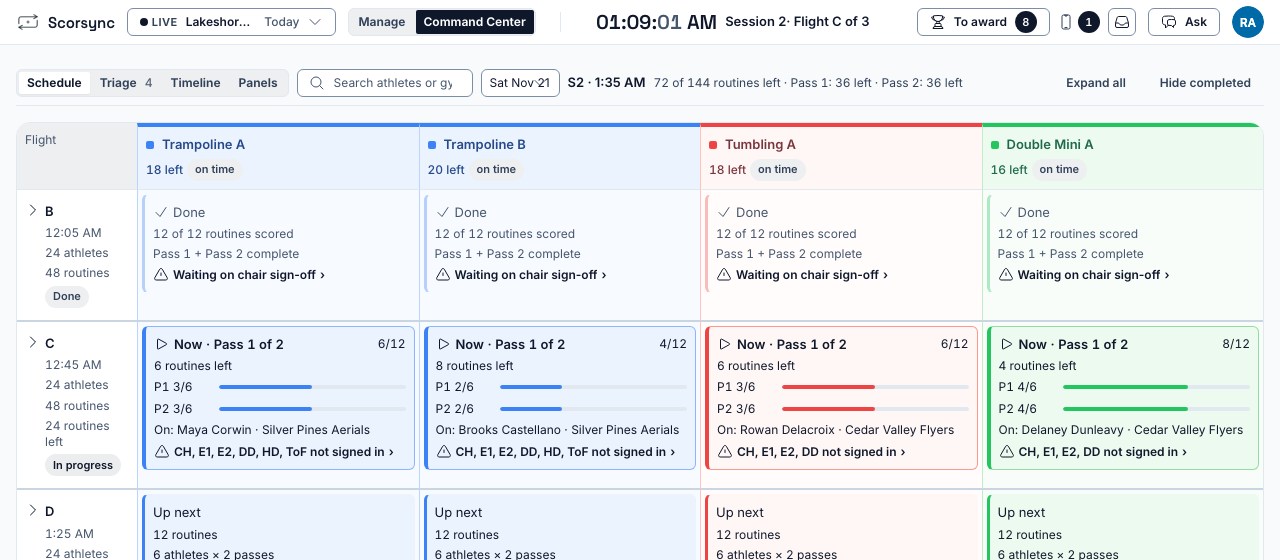 Scorsync LIVE Lakeshor... Today Manage Command Center 01:09:01 AM Session 2· Flight C of 3 To award 8 1 Ask RA
Schedule Triage 4 Timeline Panels Search athletes or gy Sat Nov 21 S2 · 1:35 AM 72 of 144 routines left · Pass 1: 36 left · Pass 2: 36 left Expand all Hide completed
Flight
Trampoline A
18 left on time
Trampoline B
20 left on time
Tumbling A
18 left on time
Double Mini A
16 left on time
B
12:05 AM
24 athletes
48 routines
Done
Done
12 of 12 routines scored
Pass 1 + Pass 2 complete
Waiting on chair sign-off ›
Done
12 of 12 routines scored
Pass 1 + Pass 2 complete
Waiting on chair sign-off ›
Done
12 of 12 routines scored
Pass 1 + Pass 2 complete
Waiting on chair sign-off ›
Done
12 of 12 routines scored
Pass 1 + Pass 2 complete
Waiting on chair sign-off ›
C
12:45 AM
24 athletes
48 routines
24 routines
left
In progress
Now · Pass 1 of 2 6/12
6 routines left
P1 3/6
P2 3/6
On: Maya Corwin · Silver Pines Aerials
CH, E1, E2, DD, HD, ToF not signed in ›
Now · Pass 1 of 2 4/12
8 routines left
P1 2/6
P2 2/6
On: Brooks Castellano · Silver Pines Aerials
CH, E1, E2, DD, HD, ToF not signed in ›
Now · Pass 1 of 2 6/12
6 routines left
P1 3/6
P2 3/6
On: Rowan Delacroix · Cedar Valley Flyers
CH, E1, E2, DD not signed in ›
Now · Pass 1 of 2 8/12
4 routines left
P1 4/6
P2 4/6
On: Delaney Dunleavy · Cedar Valley Flyers
CH, E1, E2, DD not signed in ›
D
1:25 AM
24 athletes
Up next
12 routines
6 athletes × 2 passes
Up next
12 routines
6 athletes × 2 passes
Up next
12 routines
6 athletes × 2 passes
Up next
12 routines
6 athletes × 2 passes